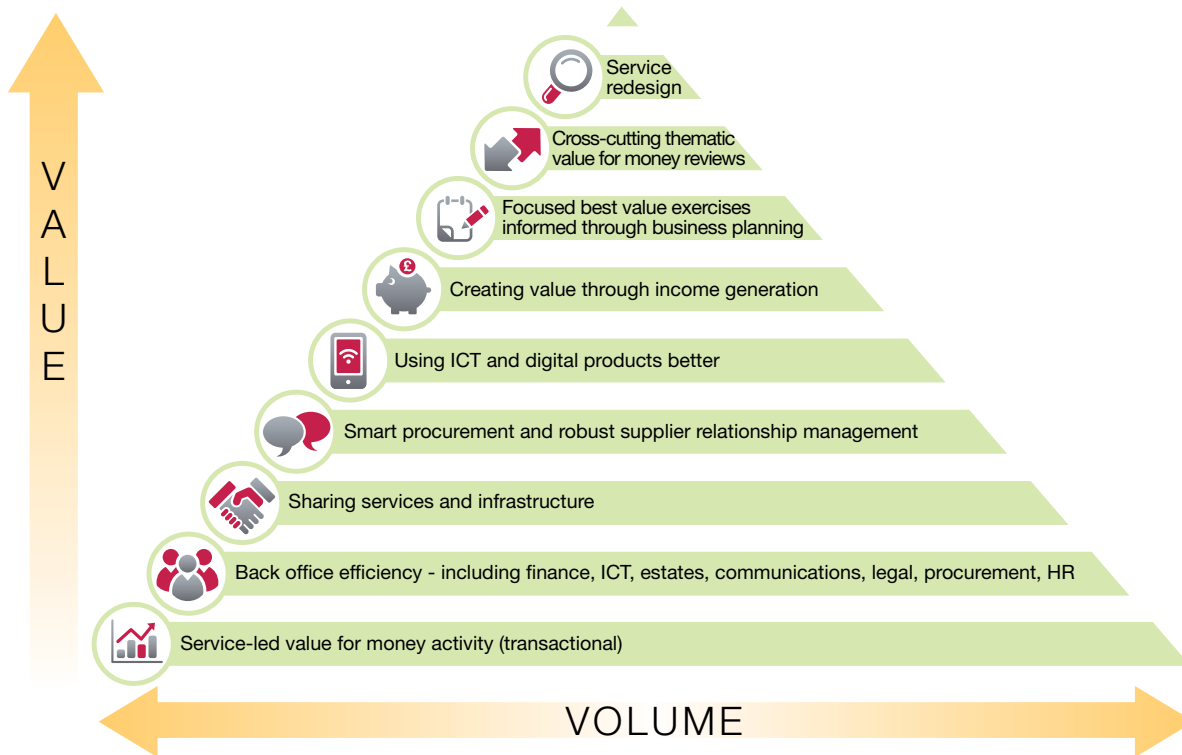 VALUE
Service
redesign
Cross-cutting thematic
value for money reviews
Focused best value exercises
informed through business planning
£
Creating value through income generation
Using ICT and digital products better
Smart procurement and robust supplier relationship management
Sharing services and infrastructure
Back office efficiency - including finance, ICT, estates, communications, legal, procurement, HR
Service-led value for money activity (transactional)
VOLUME